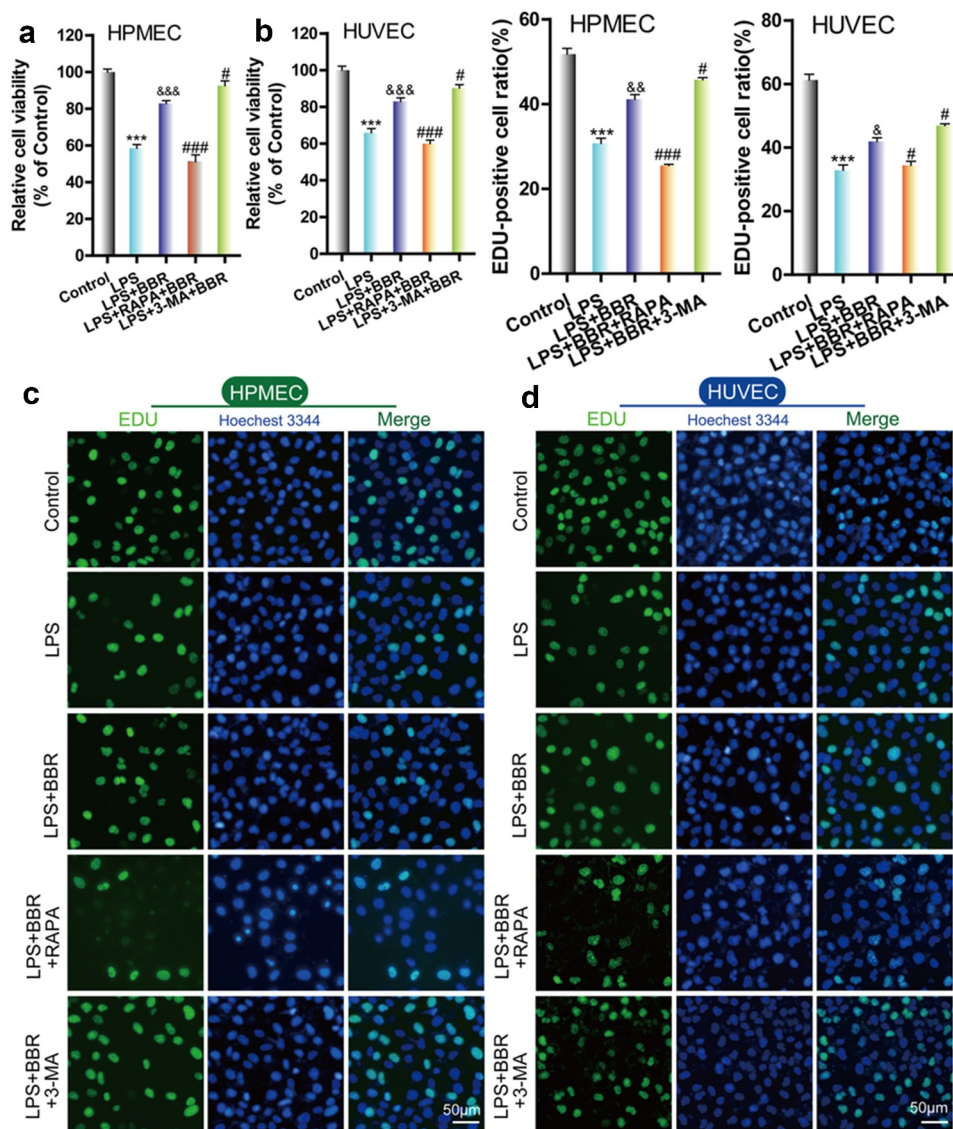 a
HPMEC
Relative cell viability
(% of Control)
120
100
80
60
40
20
0
***
&&&
###
#
Control
LPS
LPS+BBR
LPS+RAPA+BBR
LPS+3-MA+BBR
b
HUVEC
Relative cell viability
(% of Control)
120
100
80
60
40
20
0
***
&&&
###
#
Control
LPS
LPS+BBR
LPS+RAPA+BBR
LPS+3-MA+BBR
HPMEC
EDU-positive cell ratio(%)
60
40
20
0
***
&&
###
#
Control
LPS
LPS+BBR
LPS+BBR+RAPA
LPS+BBR+3-MA
HUVEC
EDU-positive cell ratio(%)
80
60
40
20
0
***
&
#
#
Control
LPS
LPS+BBR
LPS+BBR+RAPA
LPS+BBR+3-MA
c
HPMEC
EDU
Hoechest 3344
Merge
Control
LPS
LPS+BBR
LPS+BBR
+RAPA
LPS+BBR
+3-MA
50μm
d
HUVEC
EDU
Hoechest 3344
Merge
Control
LPS
LPS+BBR
LPS+BBR
+RAPA
LPS+BBR
+3-MA
50μm